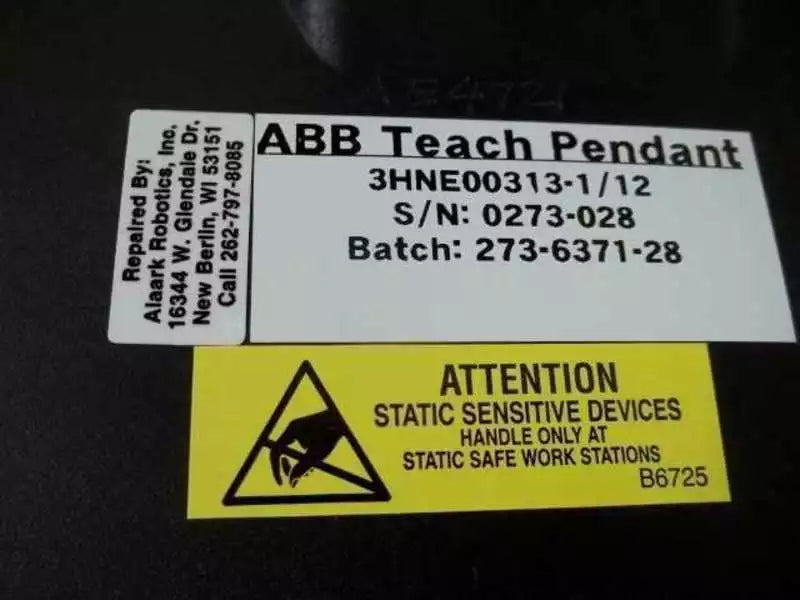 Repaired By:
Alaark Robotics, Inc.
16344 W. Glendale Dr.
New Berlin, WI 53151
Call 262-797-8085
ABB Teach Pendant
3HNE00313-1/12
S/N: 0273-028
Batch: 273-6371-28
ATTENTION
STATIC SENSITIVE DEVICES
HANDLE ONLY AT
STATIC SAFE WORK STATIONS
B6725